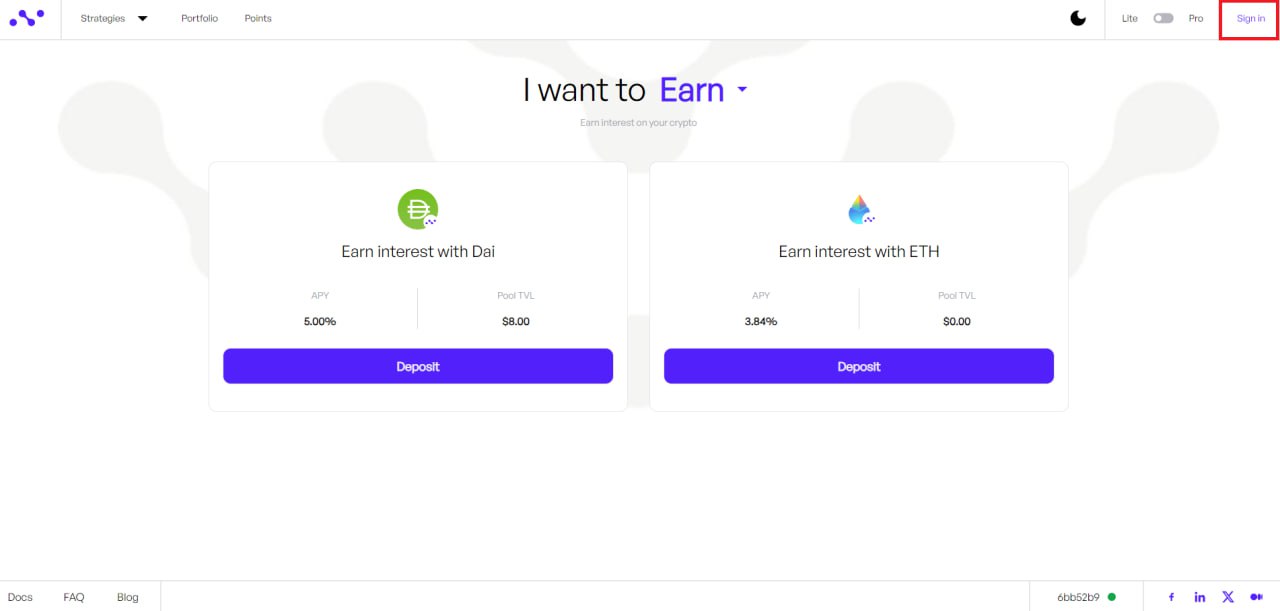 Strategies Portfolio Points Lite Pro Sign in
I want to Earn
Earn interest on your crypto
Earn interest with Dai Earn interest with ETH
APY Pool TVL APY Pool TVL
5.00% $8.00 3.84% $0.00
Deposit Deposit
Docs FAQ Blog 6bb52b9